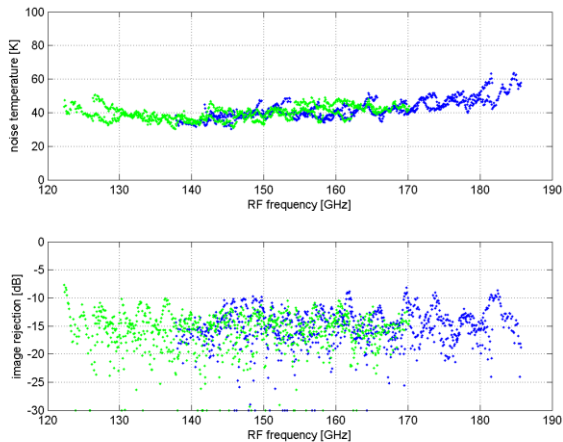 100
80
60
40
20
0
noise temperature [K]
120 130 140 150 160 170 180 190
RF frequency [GHz]
0
-5
-10
-15
-20
-25
-30
image rejection [dB]
120 130 140 150 160 170 180 190
RF frequency [GHz]